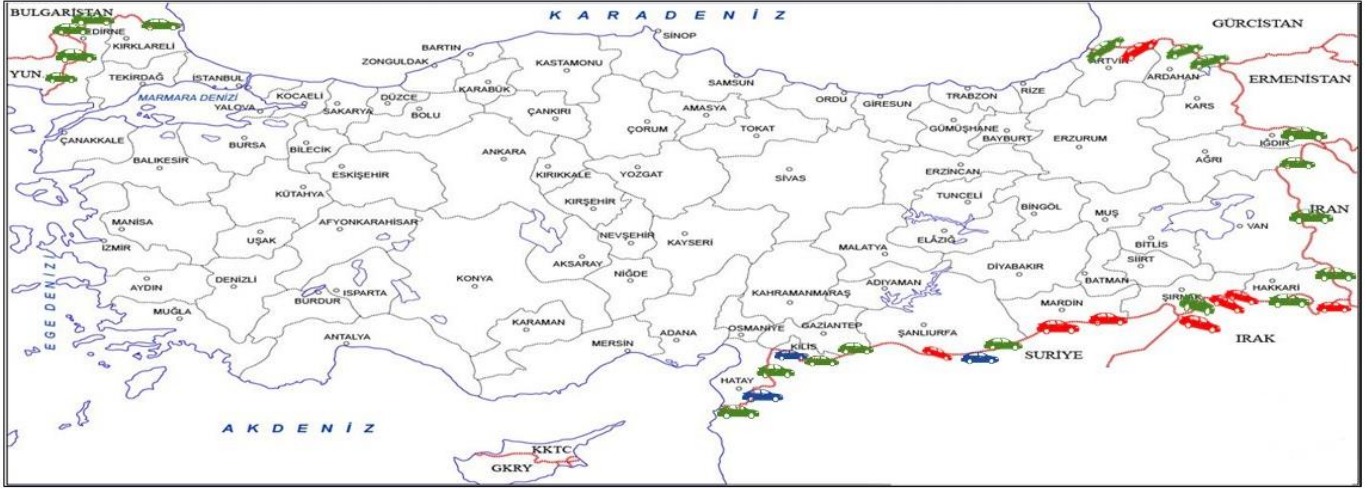 BULGARİSTAN
KARADENİZ
GÜRCİSTAN
EDİRNE
KIRKLARELİ
SİNOP
BARTIN
ZONGULDAK
KASTAMONU
ARTVİN
ARDAHAN
YUN.
TEKİRDAĞ
İSTANBUL
KOCAELİ
DÜZCE
KARABÜK
SAMSUN
ERMENİSTAN
MARMARA DENİZİ
YALOVA
SAKARYA
BOLU
ÇANKIRI
AMASYA
ORDU
GİRESUN
TRABZON
RİZE
KARS
ÇANAKKALE
BURSA
BİLECİK
ÇORUM
TOKAT
GÜMÜŞHANE
BAYBURT
ERZURUM
IĞDIR
BALIKESİR
ESKİŞEHİR
ANKARA
KIRIKKALE
YOZGAT
SİVAS
ERZİNCAN
AĞRI
KÜTAHYA
KIRŞEHİR
TUNCELİ
BİNGÖL
MUŞ
İRAN
MANİSA
AFYONKARAHİSAR
UŞAK
NEVŞEHİR
KAYSERİ
MALATYA
ELÂZIĞ
BİTLİS
VAN
İZMİR
AKSARAY
NİĞDE
DİYABAKIR
SİİRT
EGE DENİZİ
AYDIN
DENİZLİ
BURDUR
ISPARTA
KONYA
KAHRAMANMARAŞ
ADIYAMAN
BATMAN
ŞIRNAK
HAKKARİ
MUĞLA
ANTALYA
KARAMAN
MERSİN
ADANA
OSMANİYE
GAZİANTEP
ŞANLIURFA
MARDİN
KİLİS
SURİYE
IRAK
HATAY
AKDENİZ
KKTC
GKRY